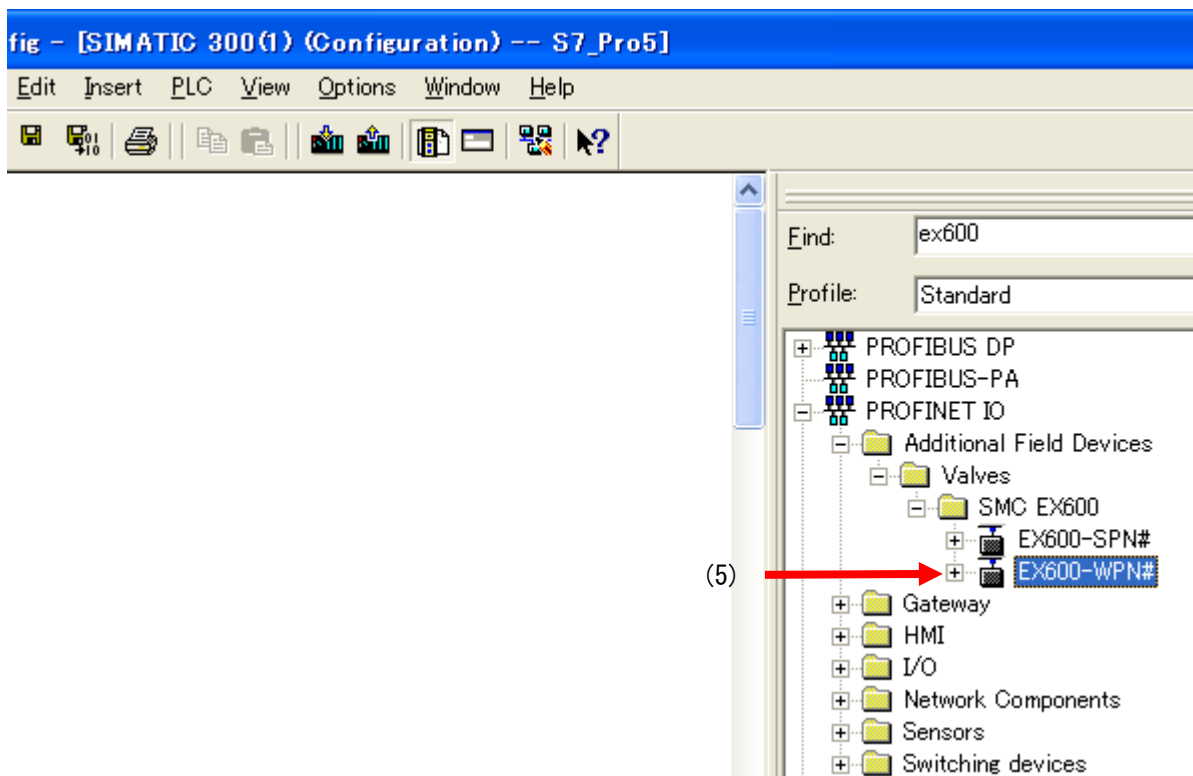 fig - [SIMATIC 300(1) (Configuration) -- S7_Pro5]
Edit Insert PLC View Options Window Help
Find: ex600
Profile: Standard
PROFIBUS DP
PROFIBUS-PA
PROFINET IO
Additional Field Devices
Valves
SMC EX600
EX600-SPN#
(5) EX600-WPN#
Gateway
HMI
I/O
Network Components
Sensors
Switching devices